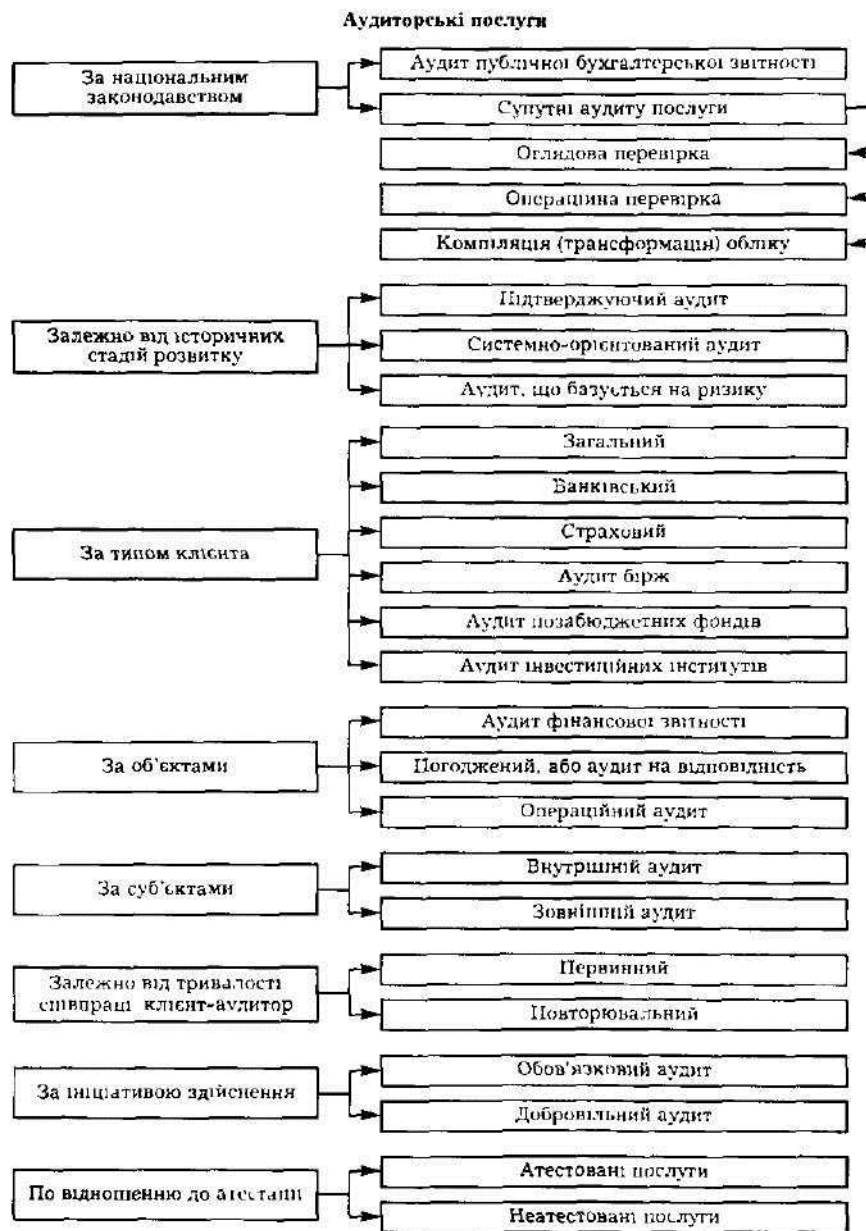 Аудиторські послуги
За національним
законодавством
Аудит публічної бухгалтерської звітності
Супутні аудиту послуги
Оглядова перевірка
Операційна перевірка
Компіляція (трансформація) обліку
Залежно від історичних
стадій розвитку
Підтверджуючий аудит
Системно-орієнтований аудит
Аудит, що базується на ризику
За типом клієнта
Загальний
Банківський
Страховий
Аудит бірж
Аудит позабюджетних фондів
Аудит інвестиційних інститутів
За об'єктами
Аудит фінансової звітності
Погоджений, або аудит на відповідність
Операційний аудит
За суб'єктами
Внутрішній аудит
Зовнішній аудит
Залежно від тривалості
співпраці клієнт-аудитор
Первинний
Повторювальний
За ініціативою здійснення
Обов'язковий аудит
Добровільний аудит
По відношенню до атестації
Атестовані послуги
Неатестовані послуги